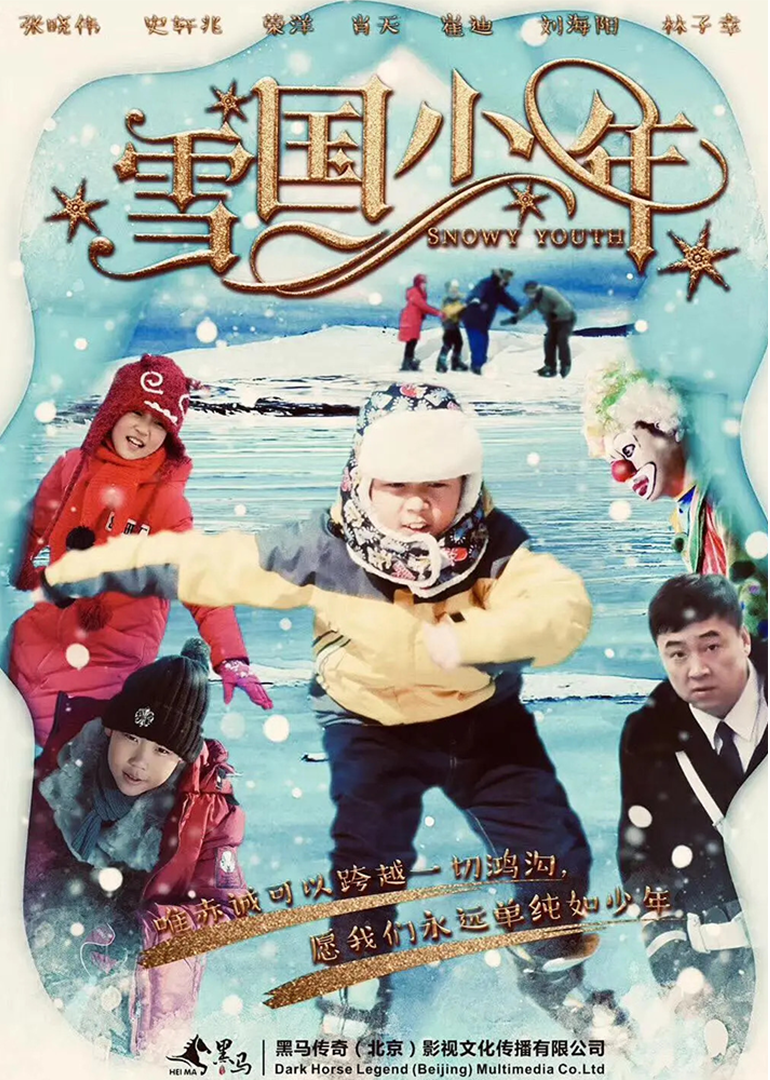 张晓伟 史轩兆 荣洋 肖天 崔迪 刘海阳 林子幸
雪国少年
SNOWY YOUTH
唯赤诚可以跨越一切鸿沟,
愿我们永远单纯如少年
HEI MA 黑马
黑马传奇（北京）影视文化传播有限公司
Dark Horse Legend (Beijing) Multimedia Co.Ltd